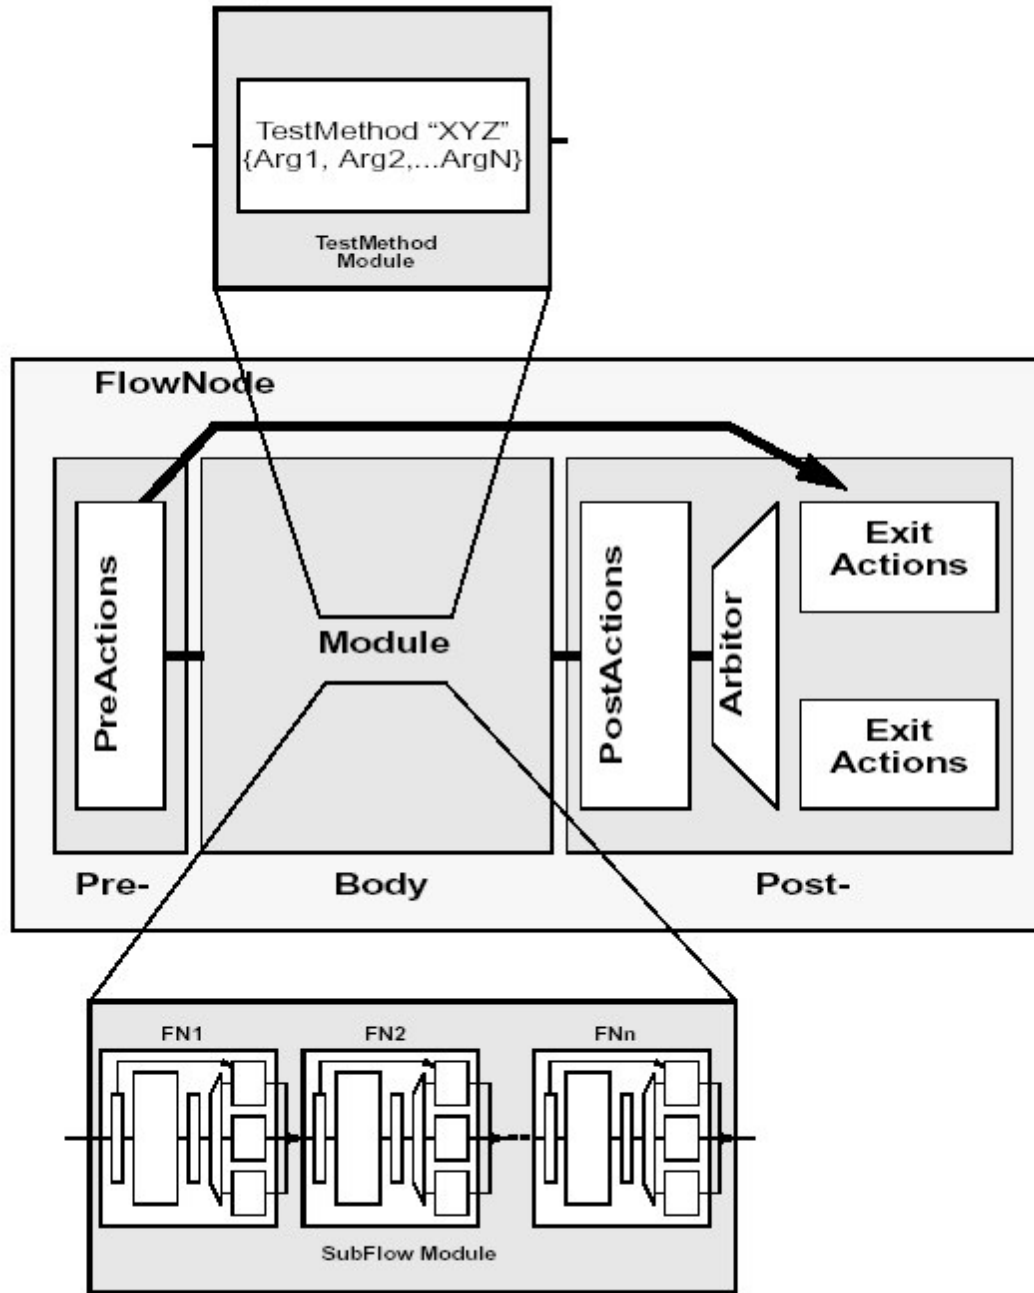 TestMethod “XYZ”
{Arg1, Arg2,...ArgN}
TestMethod
Module
FlowNode
PreActions
Module
PostActions
Arbitor
Exit
Actions
Exit
Actions
Pre-
Body
Post-
FN1
FN2
FNn
SubFlow Module